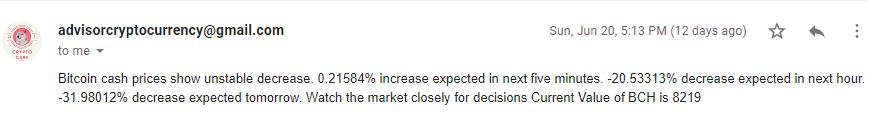 advisorcryptocurrency@gmail.com
Sun, Jun 20, 5:13 PM (12 days ago)
to me
CRYPTO
CARE
Bitcoin cash prices show unstable decrease. 0.21584% increase expected in next five minutes. -20.53313% decrease expected in next hour.
-31.98012% decrease expected tomorrow. Watch the market closely for decisions Current Value of BCH is 8219